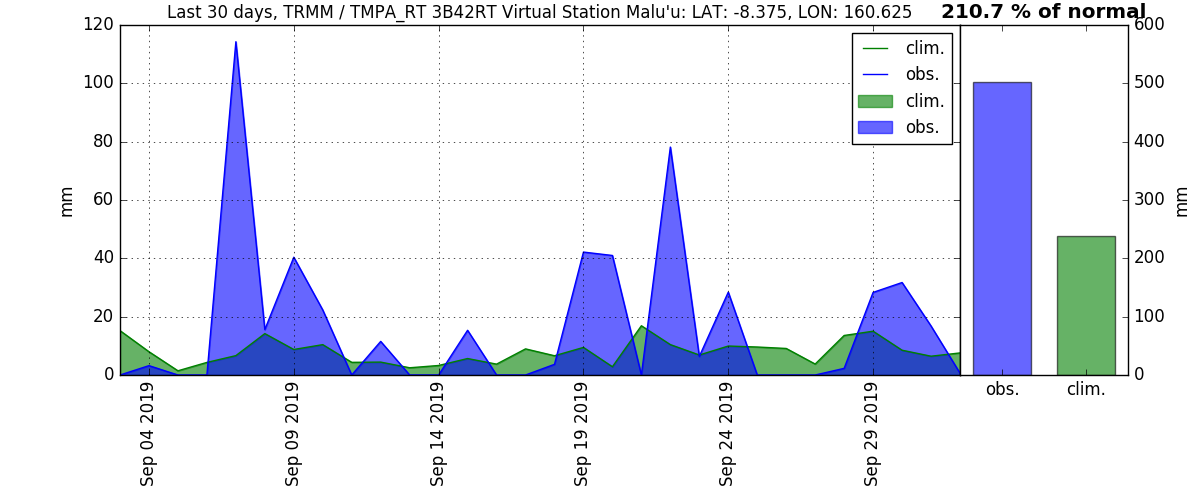 Last 30 days, TRMM / TMPA_RT 3B42RT Virtual Station Malu'u: LAT: -8.375, LON: 160.625
210.7 % of normal
120
100
80
60
40
20
0
mm
clim.
obs.
clim.
obs.
Sep 04 2019
Sep 09 2019
Sep 14 2019
Sep 19 2019
Sep 24 2019
Sep 29 2019
600
500
400
300
200
100
0
mm
obs.
clim.